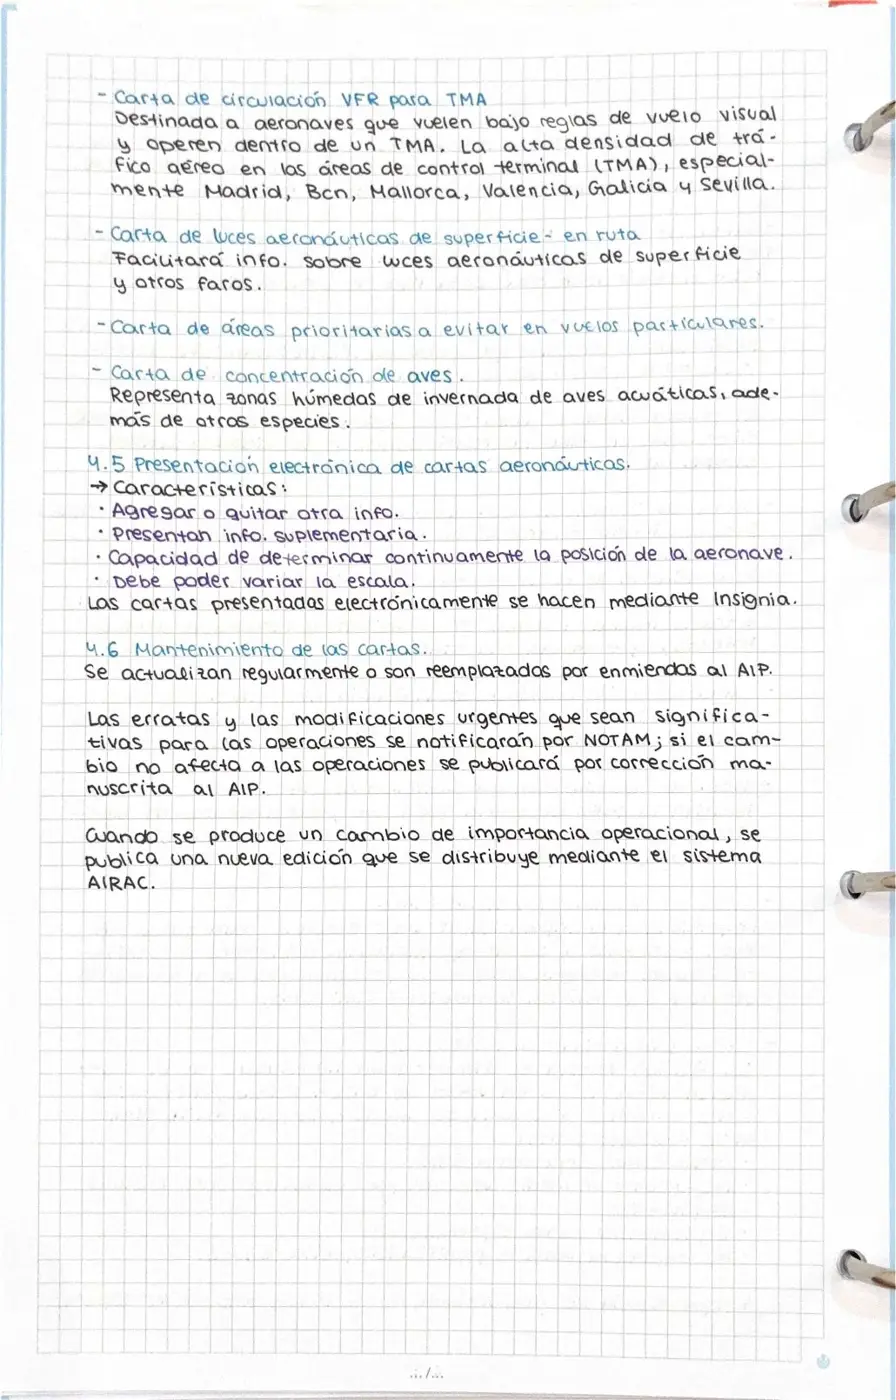 - Carta de circulación VFR para TMA
Destinada a aeronaves que vuelen bajo reglas de vuelo visual
y operen dentro de un TMA. La alta densidad de trá-
fico aéreo en las áreas de control terminal (TMA), especial-
mente Madrid, Bcn, Mallorca, Valencia, Galicia y Sevilla.
- Carta de luces aeronáuticas de superficie - en ruta
Facilitará info. sobre luces aeronáuticas de superficie
y otros faros.
- Carta de áreas prioritarias a evitar en vuelos particulares.
- Carta de concentración de aves.
Representa zonas húmedas de invernada de aves acuáticas, ade-
más de otros especies.
4.5 Presentación electrónica de cartas aeronáuticas.
→ Características:
· Agregar o quitar otra info.
· Presentan info. suplementaria.
· Capacidad de determinar continuamente la posición de la aeronave.
· Debe poder variar la escala.
Las cartas presentadas electrónicamente se hacen mediante Insignia.
4.6 Mantenimiento de las cartas.
Se actualizan regularmente o son reemplazadas por enmiendas al AIP.
Las erratas y las modificaciones urgentes que sean significa-
tivas para las operaciones se notificarán por NOTAM; si el cam-
bio no afecta a las operaciones se publicará por corrección ma-
nuscrita al AIP.
Cuando se produce un cambio de importancia operacional, se
publica una nueva edición que se distribuye mediante el sistema
AIRAC.
.../...